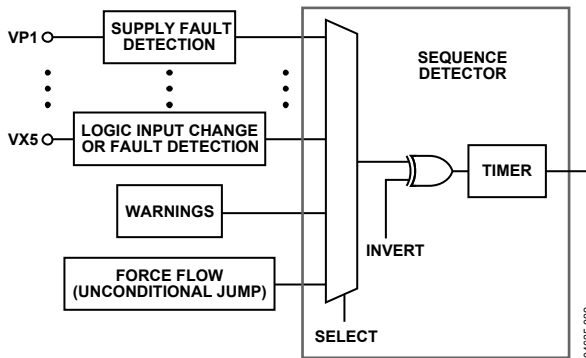 VP1
SUPPLY FAULT
DETECTION
SEQUENCE
DETECTOR
VX5
LOGIC INPUT CHANGE
OR FAULT DETECTION
TIMER
WARNINGS
INVERT
FORCE FLOW
(UNCONDITIONAL JUMP)
SELECT